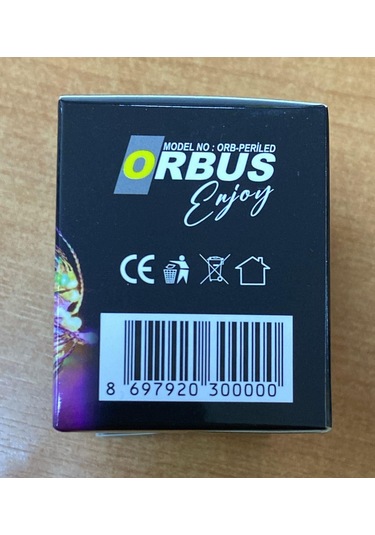 MODEL NO : ORB-PERİLED
ORBUS
Enjoy
CE
8 697920 300000